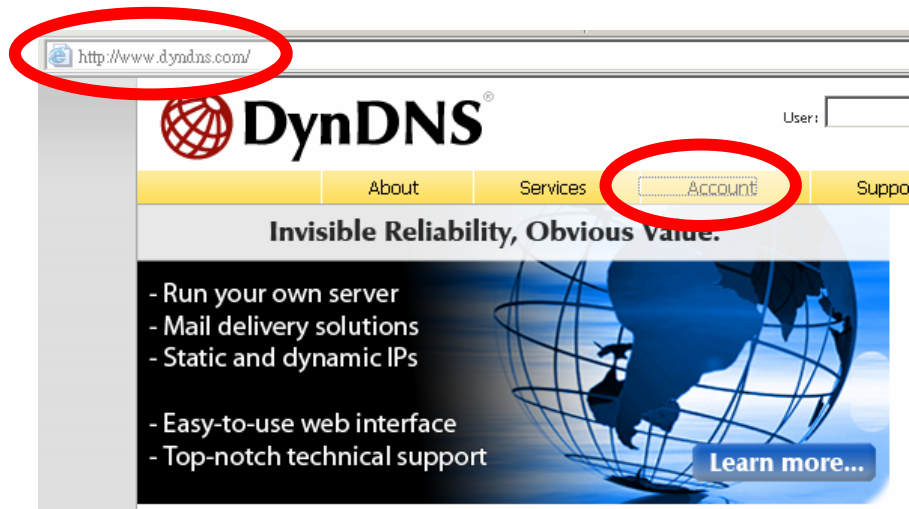 http://www.dyndns.com/
DynDNS®
User:
About Services Account Suppo
Invisible Reliability, Obvious Value.
- Run your own server
- Mail delivery solutions
- Static and dynamic IPs
- Easy-to-use web interface
- Top-notch technical support
Learn more...